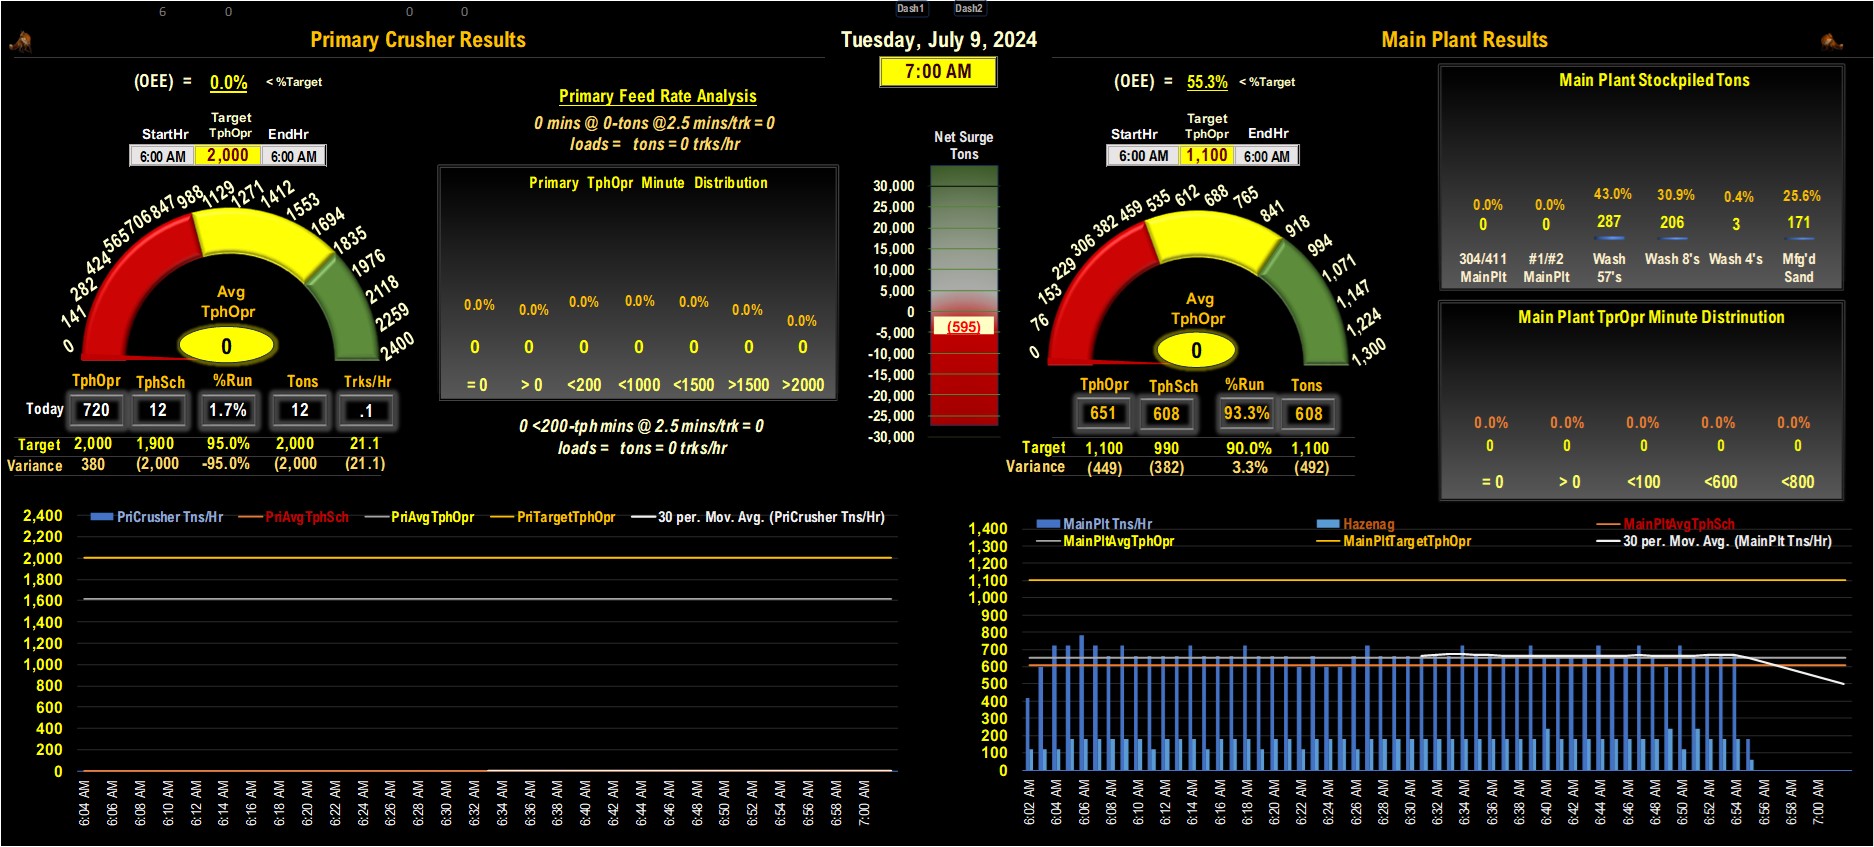 6 0 0 0 Dash1 Dash2
Primary Crusher Results
Tuesday, July 9, 2024
Main Plant Results
7:00 AM
(OEE) = 0.0% < %Target
Target
StartHr TphOpr EndHr
6:00 AM 2,000 6:00 AM
0 141 282 424 565 706 847 988 1129 1271 1412 1553 1694 1835 1976 2118 2259 2400
Avg
TphOpr
0
TphOpr TphSch %Run Tons Trks/Hr
Today 720 12 1.7% 12 .1
Target 2,000 1,900 95.0% 2,000 21.1
Variance 380 (2,000 -95.0% (2,000 (21.1)
Primary Feed Rate Analysis
0 mins @ 0-tons @2.5 mins/trk = 0
loads = tons = 0 trks/hr
Primary TphOpr Minute Distribution
0.0% 0.0% 0.0% 0.0% 0.0% 0.0% 0.0%
0 0 0 0 0 0 0
= 0 > 0 <200 <1000 <1500 >1500 >2000
0 <200-tph mins @ 2.5 mins/trk = 0
loads = tons = 0 trks/hr
Net Surge
Tons
30,000
25,000
20,000
15,000
10,000
5,000
0
-5,000
-10,000
-15,000
-20,000
-25,000
-30,000
(595)
(OEE) = 55.3% < %Target
Target
StartHr TphOpr EndHr
6:00 AM 1,100 6:00 AM
0 76 153 229 306 382 459 535 612 688 765 841 918 994 1,071 1,147 1,224 1,300
Avg
TphOpr
0
TphOpr TphSch %Run Tons
651 608 93.3% 608
Target 1,100 990 90.0% 1,100
Variance (449) (382) 3.3% (492)
Main Plant Stockpiled Tons
0.0% 0.0% 43.0% 30.9% 0.4% 25.6%
0 0 287 206 3 171
304/411 #1/#2 Wash Wash 8's Wash 4's Mfg'd
MainPlt MainPlt 57's Sand
Main Plant TprOpr Minute Distrinution
0.0% 0.0% 0.0% 0.0% 0.0%
0 0 0 0 0
= 0 > 0 <100 <600 <800
PriCrusher Tns/Hr PriAvgTphSch PriAvgTphOpr PriTargetTphOpr 30 per. Mov. Avg. (PriCrusher Tns/Hr)
2,400
2,200
2,000
1,800
1,600
1,400
1,200
1,000
800
600
400
200
0
6:04 AM 6:06 AM 6:08 AM 6:10 AM 6:12 AM 6:14 AM 6:16 AM 6:18 AM 6:20 AM 6:22 AM 6:24 AM 6:26 AM 6:28 AM 6:30 AM 6:32 AM 6:34 AM 6:36 AM 6:38 AM 6:40 AM 6:42 AM 6:44 AM 6:46 AM 6:48 AM 6:50 AM 6:52 AM 6:54 AM 6:56 AM 6:58 AM 7:00 AM
MainPlt Tns/Hr Hazenag MainPltAvgTphSch
MainPltAvgTphOpr MainPltTargetTphOpr 30 per. Mov. Avg. (MainPlt Tns/Hr)
1,400
1,300
1,200
1,100
1,000
900
800
700
600
500
400
300
200
100
0
6:02 AM 6:04 AM 6:06 AM 6:08 AM 6:10 AM 6:12 AM 6:14 AM 6:16 AM 6:18 AM 6:20 AM 6:22 AM 6:24 AM 6:26 AM 6:28 AM 6:30 AM 6:32 AM 6:34 AM 6:36 AM 6:38 AM 6:40 AM 6:42 AM 6:44 AM 6:46 AM 6:48 AM 6:50 AM 6:52 AM 6:54 AM 6:56 AM 6:58 AM 7:00 AM